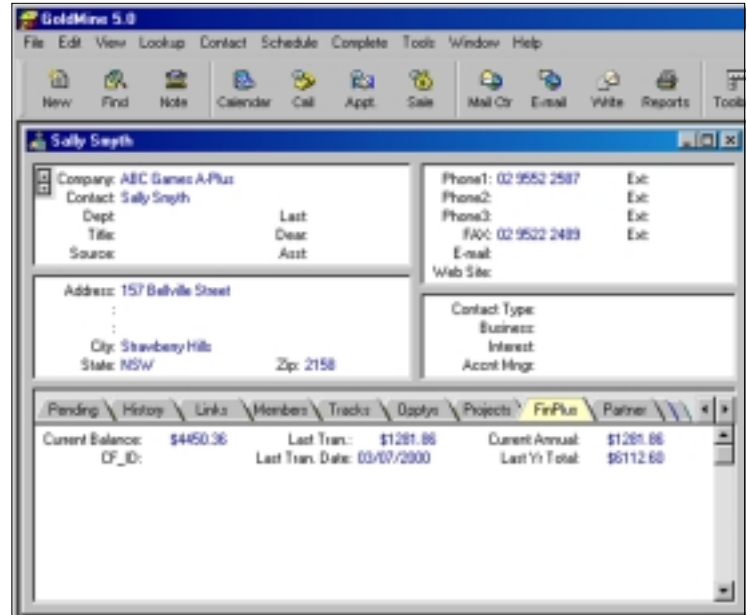 GoldMine 5.0
File Edit View Lookup Contact Schedule Complete Tools Window Help
New Find Note Calendar Call Appt. Sale Mail Ctr E-mail Write Reports Toolb
Sally Smyth
Company: ABC Games A-Plus
Contact: Sally Smyth
Dept: Last:
Title: Dear:
Source: Asst:
Phone1: 02 9552 2587 Ext:
Phone2: Ext:
Phone3: Ext:
FAX: 02 9522 2489 Ext:
E-mail:
Web Site:
Address: 157 Bellville Street
:
:
City: Strawberry Hills
State: NSW Zip: 2158
Contact Type:
Business:
Interest:
Accnt Mngr:
Pending History Links Members Tracks Opptys Projects FinPlus Partner
Current Balance: $4450.36 Last Tran.: $1281.86 Current Annual: $1281.86
CF_ID: Last Tran. Date: 03/07/2000 Last Yr Total: $6112.60